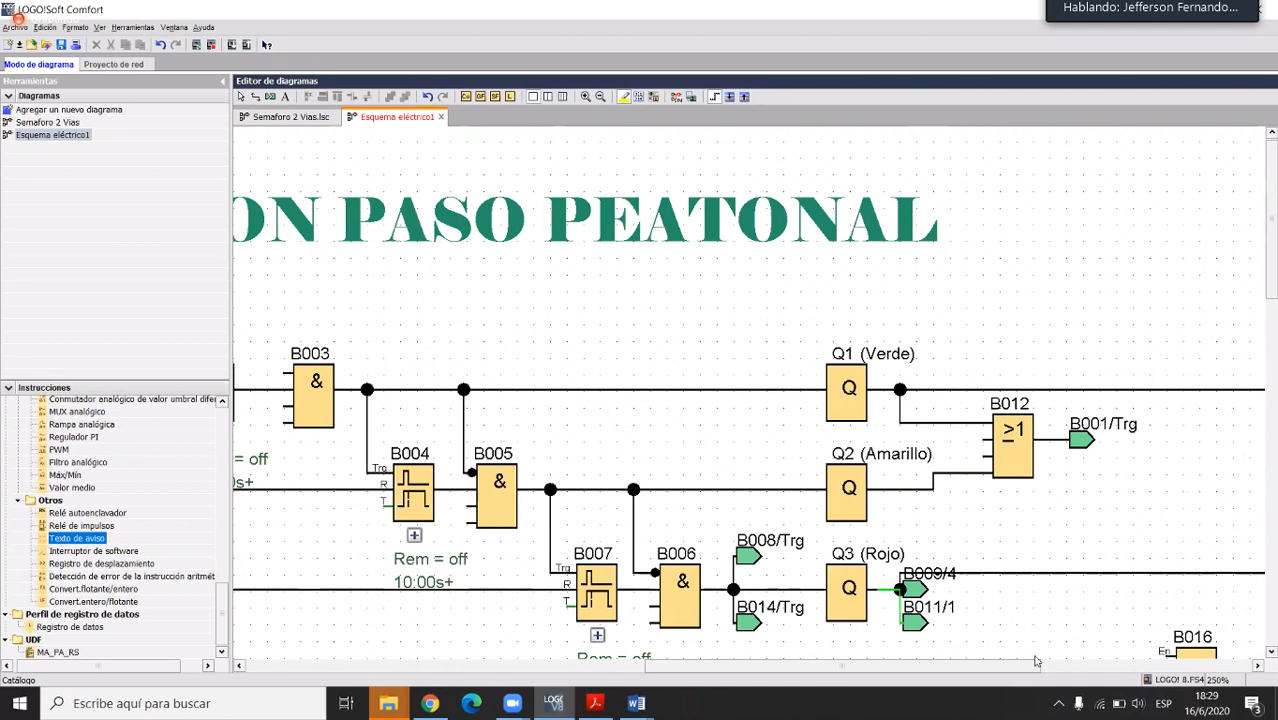 LOGO!Soft Comfort
Hablando: Jefferson Fernando...
Archivo Edición Formato Ver Herramientas Ventana Ayuda
Modo de diagrama Proyecto de red
Herramientas
Editor de diagramas
Diagramas
Agregar un nuevo diagrama
Semaforo 2 Vias
Esquema eléctrico1
Semaforo 2 Vias.lsc
Esquema eléctrico1
ON PASO PEATONAL
Instrucciones
Conmutador analógico de valor umbral dife
MUX analógico
Rampa analógica
Regulador PI
PWM
Filtro analógico
Máx/Mín
Valor medio
Otros
Relé autoenclavador
Relé de impulsos
Texto de aviso
Interruptor de software
Registro de desplazamiento
Detección de error de la instrucción aritmét
Convert.flotante/entero
Convert.entero/flotante
Perfil de registro de datos
Registro de datos
UDF
MA_PA_RS
B003
&
Q1 (Verde)
Q
B012
≥1
B001/Trg
= off
0s+
B004
Trg
R
T
Rem = off
10:00s+
B005
&
Q2 (Amarillo)
Q
B007
Trg
R
T
Rem = off
B006
&
B008/Trg
B014/Trg
Q3 (Rojo)
Q
B009/4
B011/1
B016
En
Catálogo
LOGO! 8.FS4 250%
Escribe aquí para buscar
ESP
18:29
16/6/2020
3